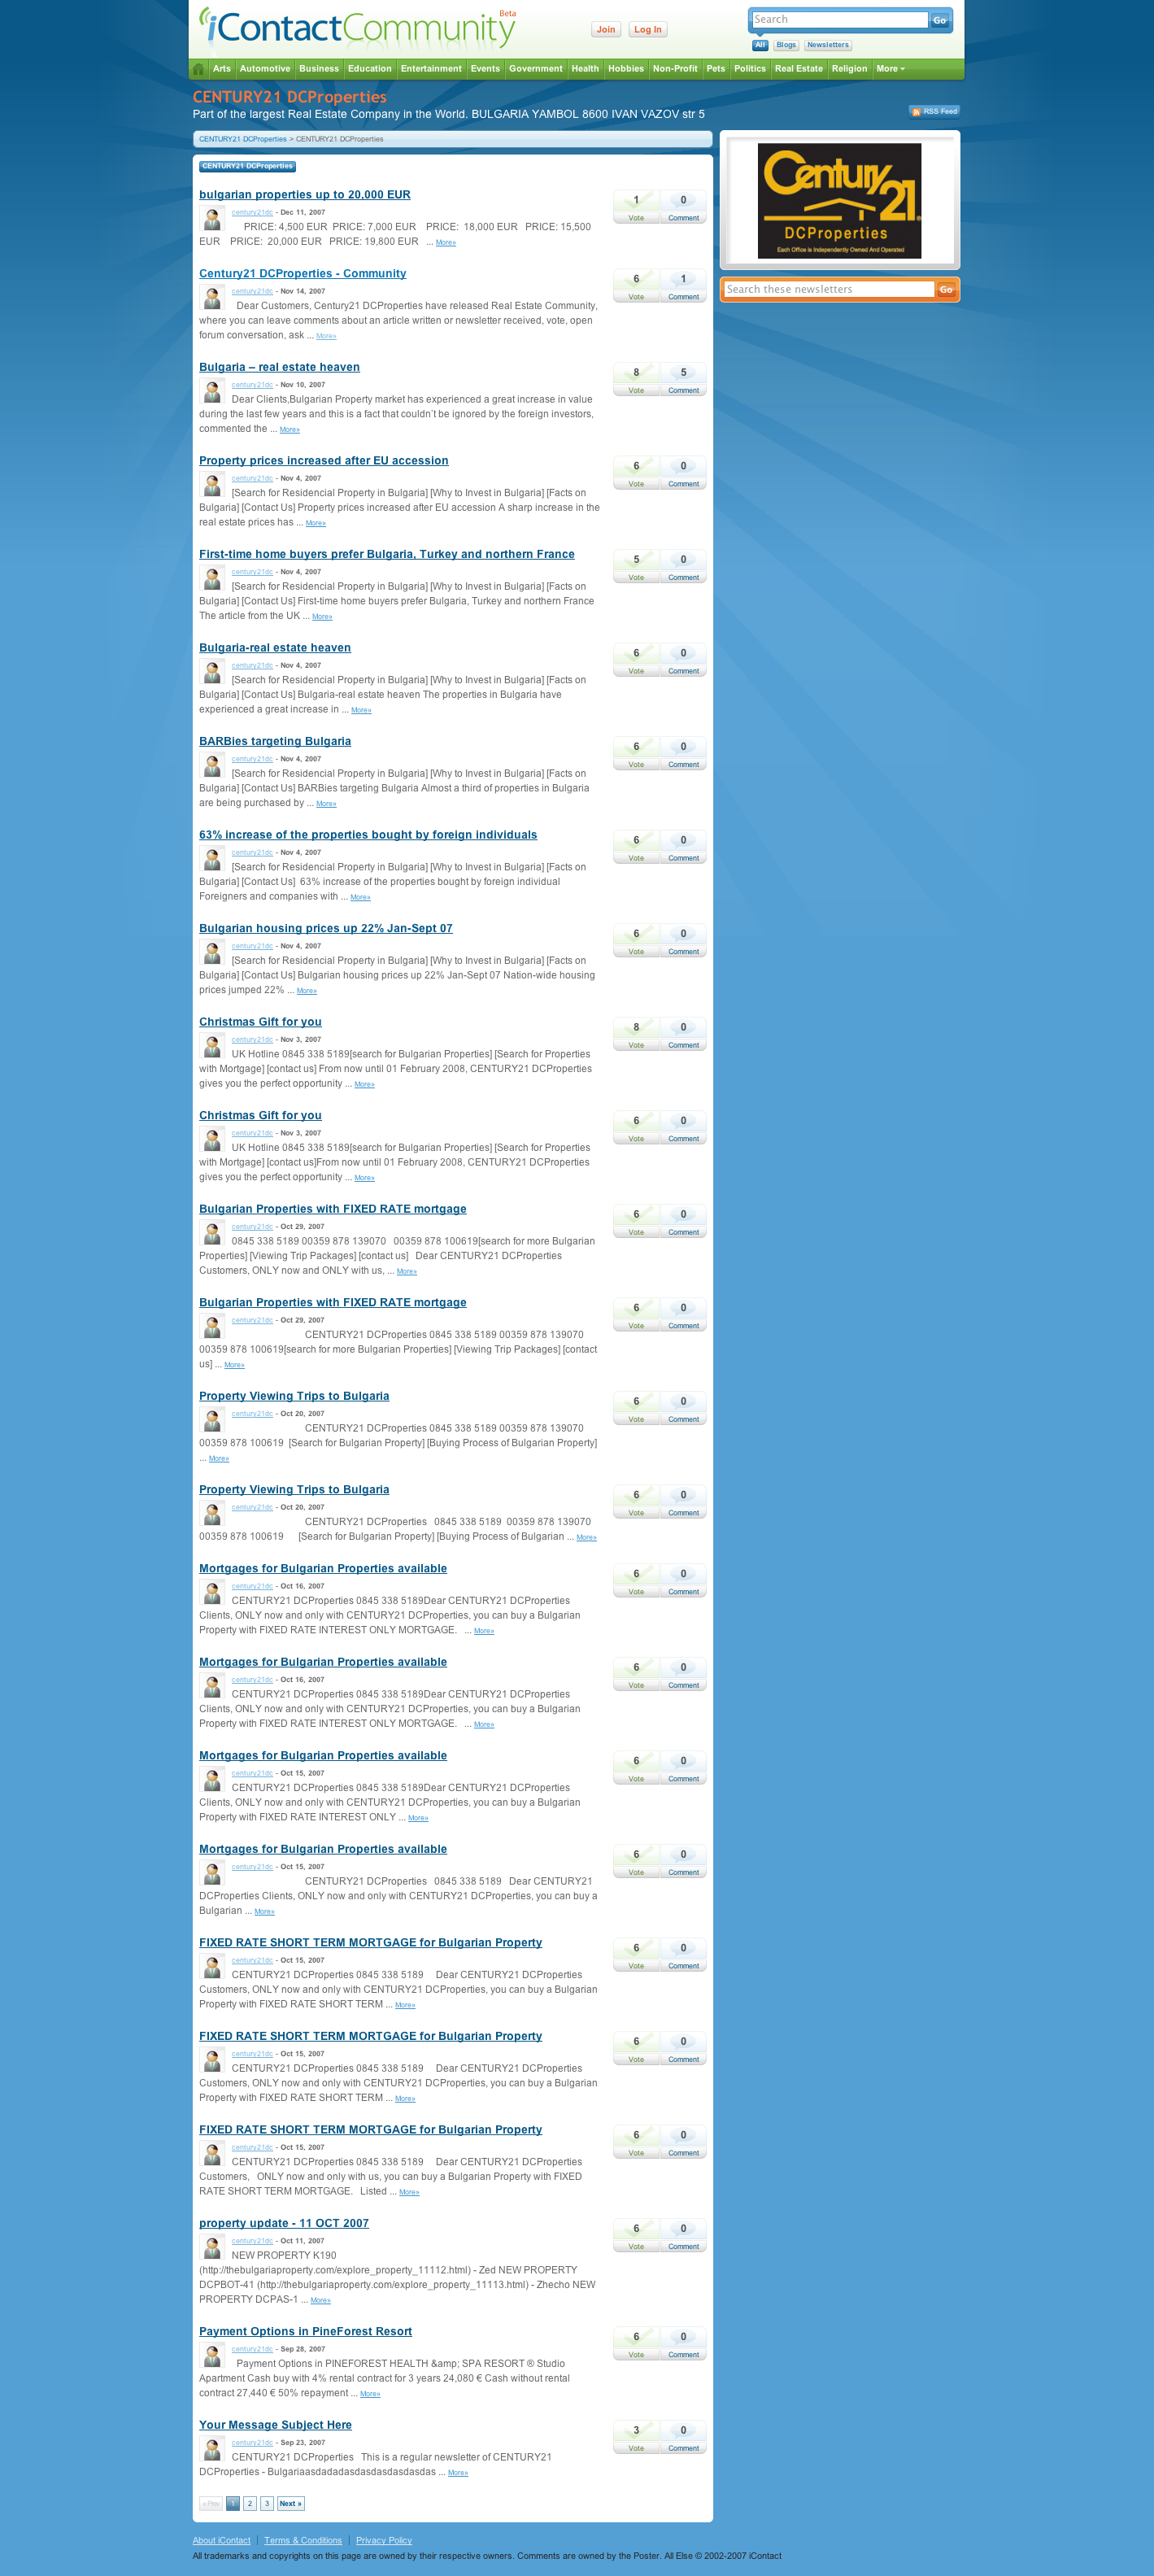 iContactCommunity Beta
Join Log In
Search Go
All Blogs Newsletters
Arts Automotive Business Education Entertainment Events Government Health Hobbies Non-Profit Pets Politics Real Estate Religion More
CENTURY21 DCProperties
Part of the largest Real Estate Company in the World. BULGARIA YAMBOL 8600 IVAN VAZOV str 5
RSS Feed
CENTURY21 DCProperties > CENTURY21 DCProperties
CENTURY21 DCProperties
Century 21
DCProperties
Each Office is Independently Owned And Operated
Search these newsletters Go
bulgarian properties up to 20,000 EUR
1 0
Vote Comment
century21dc - Dec 11, 2007
PRICE: 4,500 EUR PRICE: 7,000 EUR PRICE: 18,000 EUR PRICE: 15,500
EUR PRICE: 20,000 EUR PRICE: 19,800 EUR ... More»
Century21 DCProperties - Community
6 1
Vote Comment
century21dc - Nov 14, 2007
Dear Customers, Century21 DCProperties have released Real Estate Community,
where you can leave comments about an article written or newsletter received, vote, open
forum conversation, ask ... More»
Bulgaria – real estate heaven
8 5
Vote Comment
century21dc - Nov 10, 2007
Dear Clients,Bulgarian Property market has experienced a great increase in value
during the last few years and this is a fact that couldn`t be ignored by the foreign investors,
commented the ... More»
Property prices increased after EU accession
6 0
Vote Comment
century21dc - Nov 4, 2007
[Search for Residencial Property in Bulgaria] [Why to Invest in Bulgaria] [Facts on
Bulgaria] [Contact Us] Property prices increased after EU accession A sharp increase in the
real estate prices has ... More»
First-time home buyers prefer Bulgaria, Turkey and northern France
5 0
Vote Comment
century21dc - Nov 4, 2007
[Search for Residencial Property in Bulgaria] [Why to Invest in Bulgaria] [Facts on
Bulgaria] [Contact Us] First-time home buyers prefer Bulgaria, Turkey and northern France
The article from the UK ... More»
Bulgaria-real estate heaven
6 0
Vote Comment
century21dc - Nov 4, 2007
[Search for Residencial Property in Bulgaria] [Why to Invest in Bulgaria] [Facts on
Bulgaria] [Contact Us] Bulgaria-real estate heaven The properties in Bulgaria have
experienced a great increase in ... More»
BARBies targeting Bulgaria
6 0
Vote Comment
century21dc - Nov 4, 2007
[Search for Residencial Property in Bulgaria] [Why to Invest in Bulgaria] [Facts on
Bulgaria] [Contact Us] BARBies targeting Bulgaria Almost a third of properties in Bulgaria
are being purchased by ... More»
63% increase of the properties bought by foreign individuals
6 0
Vote Comment
century21dc - Nov 4, 2007
[Search for Residencial Property in Bulgaria] [Why to Invest in Bulgaria] [Facts on
Bulgaria] [Contact Us] 63% increase of the properties bought by foreign individual
Foreigners and companies with ... More»
Bulgarian housing prices up 22% Jan-Sept 07
6 0
Vote Comment
century21dc - Nov 4, 2007
[Search for Residencial Property in Bulgaria] [Why to Invest in Bulgaria] [Facts on
Bulgaria] [Contact Us] Bulgarian housing prices up 22% Jan-Sept 07 Nation-wide housing
prices jumped 22% ... More»
Christmas Gift for you
8 0
Vote Comment
century21dc - Nov 3, 2007
UK Hotline 0845 338 5189[search for Bulgarian Properties] [Search for Properties
with Mortgage] [contact us] From now until 01 February 2008, CENTURY21 DCProperties
gives you the perfect opportunity ... More»
Christmas Gift for you
6 0
Vote Comment
century21dc - Nov 3, 2007
UK Hotline 0845 338 5189[search for Bulgarian Properties] [Search for Properties
with Mortgage] [contact us]From now until 01 February 2008, CENTURY21 DCProperties
gives you the perfect opportunity ... More»
Bulgarian Properties with FIXED RATE mortgage
6 0
Vote Comment
century21dc - Oct 29, 2007
0845 338 5189 00359 878 139070 00359 878 100619[search for more Bulgarian
Properties] [Viewing Trip Packages] [contact us] Dear CENTURY21 DCProperties
Customers, ONLY now and ONLY with us, ... More»
Bulgarian Properties with FIXED RATE mortgage
6 0
Vote Comment
century21dc - Oct 29, 2007
CENTURY21 DCProperties 0845 338 5189 00359 878 139070
00359 878 100619[search for more Bulgarian Properties] [Viewing Trip Packages] [contact
us] ... More»
Property Viewing Trips to Bulgaria
6 0
Vote Comment
century21dc - Oct 20, 2007
CENTURY21 DCProperties 0845 338 5189 00359 878 139070
00359 878 100619 [Search for Bulgarian Property] [Buying Process of Bulgarian Property]
... More»
Property Viewing Trips to Bulgaria
6 0
Vote Comment
century21dc - Oct 20, 2007
CENTURY21 DCProperties 0845 338 5189 00359 878 139070
00359 878 100619 [Search for Bulgarian Property] [Buying Process of Bulgarian ... More»
Mortgages for Bulgarian Properties available
6 0
Vote Comment
century21dc - Oct 16, 2007
CENTURY21 DCProperties 0845 338 5189Dear CENTURY21 DCProperties
Clients, ONLY now and only with CENTURY21 DCProperties, you can buy a Bulgarian
Property with FIXED RATE INTEREST ONLY MORTGAGE. ... More»
Mortgages for Bulgarian Properties available
6 0
Vote Comment
century21dc - Oct 16, 2007
CENTURY21 DCProperties 0845 338 5189Dear CENTURY21 DCProperties
Clients, ONLY now and only with CENTURY21 DCProperties, you can buy a Bulgarian
Property with FIXED RATE INTEREST ONLY MORTGAGE. ... More»
Mortgages for Bulgarian Properties available
6 0
Vote Comment
century21dc - Oct 15, 2007
CENTURY21 DCProperties 0845 338 5189Dear CENTURY21 DCProperties
Clients, ONLY now and only with CENTURY21 DCProperties, you can buy a Bulgarian
Property with FIXED RATE INTEREST ONLY ... More»
Mortgages for Bulgarian Properties available
6 0
Vote Comment
century21dc - Oct 15, 2007
CENTURY21 DCProperties 0845 338 5189 Dear CENTURY21
DCProperties Clients, ONLY now and only with CENTURY21 DCProperties, you can buy a
Bulgarian ... More»
FIXED RATE SHORT TERM MORTGAGE for Bulgarian Property
6 0
Vote Comment
century21dc - Oct 15, 2007
CENTURY21 DCProperties 0845 338 5189 Dear CENTURY21 DCProperties
Customers, ONLY now and only with CENTURY21 DCProperties, you can buy a Bulgarian
Property with FIXED RATE SHORT TERM ... More»
FIXED RATE SHORT TERM MORTGAGE for Bulgarian Property
6 0
Vote Comment
century21dc - Oct 15, 2007
CENTURY21 DCProperties 0845 338 5189 Dear CENTURY21 DCProperties
Customers, ONLY now and only with CENTURY21 DCProperties, you can buy a Bulgarian
Property with FIXED RATE SHORT TERM ... More»
FIXED RATE SHORT TERM MORTGAGE for Bulgarian Property
6 0
Vote Comment
century21dc - Oct 15, 2007
CENTURY21 DCProperties 0845 338 5189 Dear CENTURY21 DCProperties
Customers, ONLY now and only with us, you can buy a Bulgarian Property with FIXED
RATE SHORT TERM MORTGAGE. Listed ... More»
property update - 11 OCT 2007
6 0
Vote Comment
century21dc - Oct 11, 2007
NEW PROPERTY K190
(http://thebulgariaproperty.com/explore_property_11112.html) - Zed NEW PROPERTY
DCPBOT-41 (http://thebulgariaproperty.com/explore_property_11113.html) - Zhecho NEW
PROPERTY DCPAS-1 ... More»
Payment Options in PineForest Resort
6 0
Vote Comment
century21dc - Sep 28, 2007
Payment Options in PINEFOREST HEALTH &amp; SPA RESORT ® Studio
Apartment Cash buy with 4% rental contract for 3 years 24,080 € Cash without rental
contract 27,440 € 50% repayment ... More»
Your Message Subject Here
3 0
Vote Comment
century21dc - Sep 23, 2007
CENTURY21 DCProperties This is a regular newsletter of CENTURY21
DCProperties - Bulgariaasdadadasdasdasdasdasdas ... More»
« Prev 1 2 3 Next »
About iContact | Terms & Conditions | Privacy Policy
All trademarks and copyrights on this page are owned by their respective owners. Comments are owned by the Poster. All Else © 2002-2007 iContact